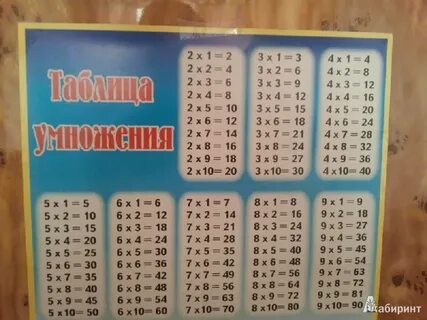 Таблица
умножения
2 x 1 = 2
2 x 2 = 4
2 x 3 = 6
2 x 4 = 8
2 x 5 = 10
2 x 6 = 12
2 x 7 = 14
2 x 8 = 16
2 x 9 = 18
2 x 10= 20
3 x 1 = 3
3 x 2 = 6
3 x 3 = 9
3 x 4 = 12
3 x 5 = 15
3 x 6 = 18
3 x 7 = 21
3 x 8 = 24
3 x 9 = 27
3 x 10= 30
4 x 1 = 4
4 x 2 = 8
4 x 3 = 12
4 x 4 = 16
4 x 5 = 20
4 x 6 = 24
4 x 7 = 28
4 x 8 = 32
4 x 9 = 36
4 x 10= 40
5 x 1 = 5
5 x 2 = 10
5 x 3 = 15
5 x 4 = 20
5 x 5 = 25
5 x 6 = 30
5 x 7 = 35
5 x 8 = 40
5 x 9 = 45
5 x 10= 50
6 x 1 = 6
6 x 2 = 12
6 x 3 = 18
6 x 4 = 24
6 x 5 = 30
6 x 6 = 36
6 x 7 = 42
6 x 8 = 48
6 x 9 = 54
6 x 10= 60
7 x 1 = 7
7 x 2 = 14
7 x 3 = 21
7 x 4 = 28
7 x 5 = 35
7 x 6 = 42
7 x 7 = 49
7 x 8 = 56
7 x 9 = 63
7 x 10= 70
8 x 1 = 8
8 x 2 = 16
8 x 3 = 24
8 x 4 = 32
8 x 5 = 40
8 x 6 = 48
8 x 7 = 56
8 x 8 = 64
8 x 9 = 72
8 x 10= 80
9 x 1 = 9
9 x 2 = 18
9 x 3 = 27
9 x 4 = 36
9 x 5 = 45
9 x 6 = 54
9 x 7 = 63
9 x 8 = 72
9 x 9 = 81
9 x 10= 90
Лабиринт